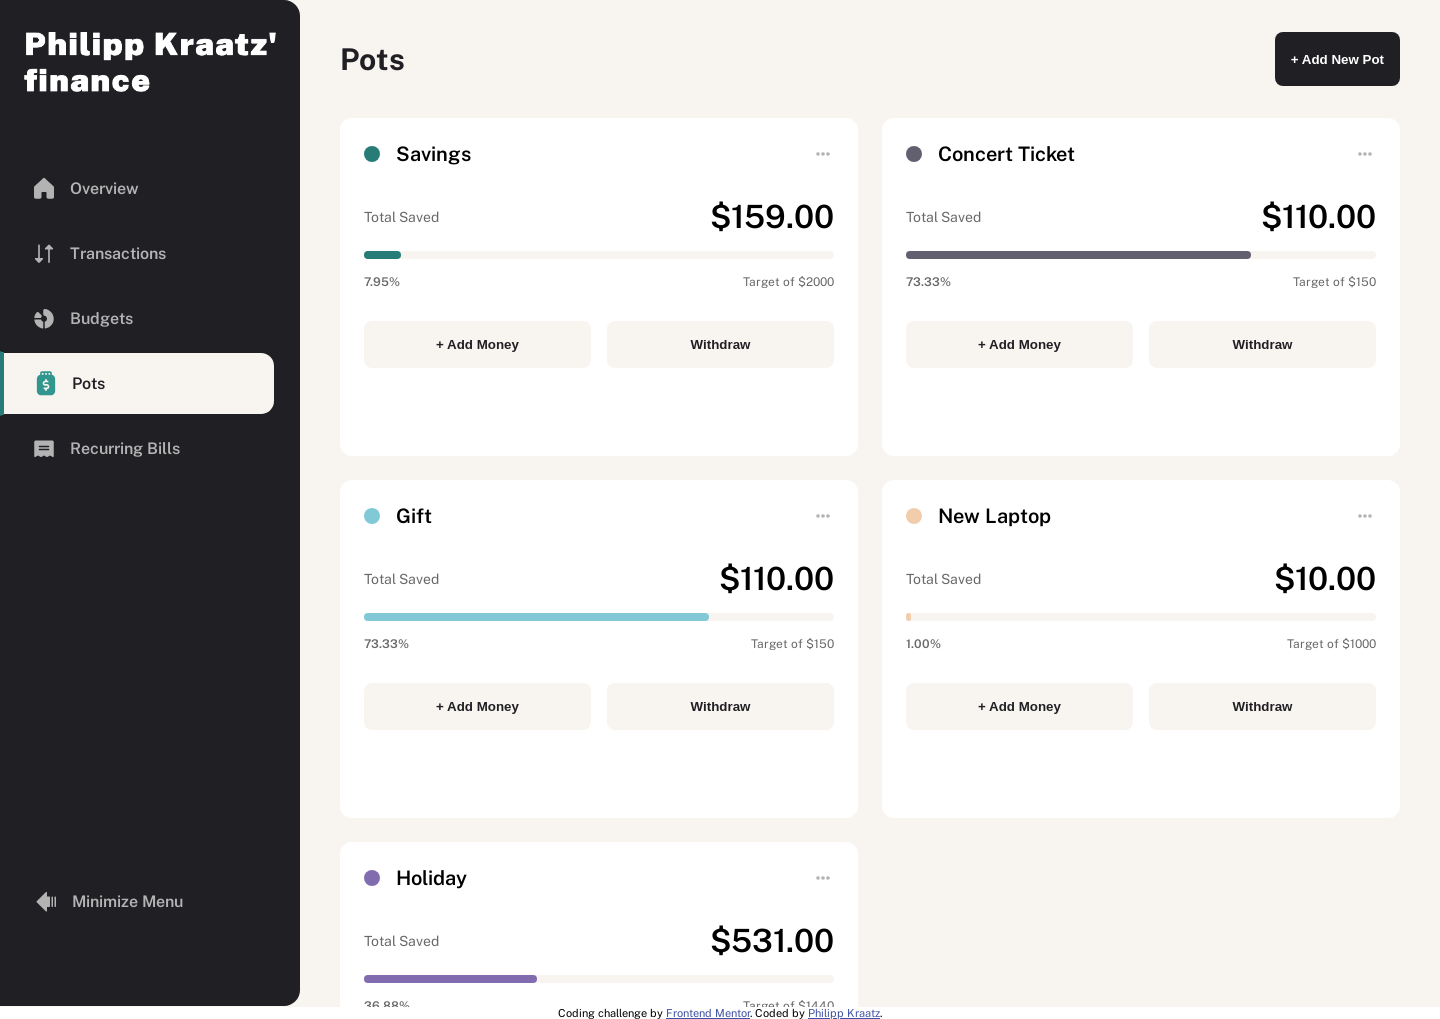 Philipp Kraatz'
finance
Overview
Transactions
Budgets
Pots
Recurring Bills
Minimize Menu
Pots
+ Add New Pot
Savings
Total Saved
$159.00
7.95%
Target of $2000
+ Add Money
Withdraw
Concert Ticket
Total Saved
$110.00
73.33%
Target of $150
+ Add Money
Withdraw
Gift
Total Saved
$110.00
73.33%
Target of $150
+ Add Money
Withdraw
New Laptop
Total Saved
$10.00
1.00%
Target of $1000
+ Add Money
Withdraw
Holiday
Total Saved
$531.00
36.88%
Target of $1440
Coding challenge by Frontend Mentor. Coded by Philipp Kraatz.